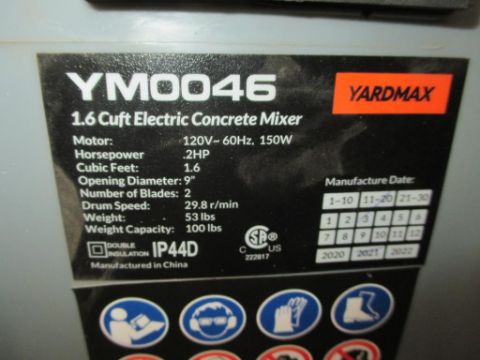 YM0046
YARDMAX
1.6 Cuft Electric Concrete Mixer
Motor: 120V~ 60Hz, 150W
Horsepower .2HP
Cubic Feet: 1.6
Opening Diameter: 9"
Number of Blades: 2
Drum Speed: 29.8 r/min
Weight: 53 lbs
Weight Capacity: 100 lbs
DOUBLE INSULATION IP44D
Manufactured in China
C US
222817
Manufacture Date:
1-10 11-20 21-30
1 2 3 4 5 6
7 8 9 10 11 12
2020 2021 2022